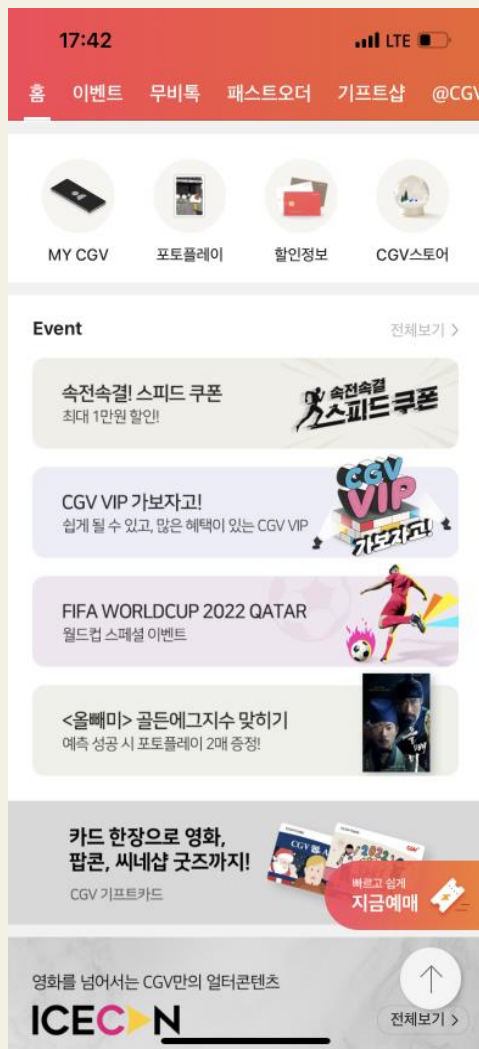 17:42
LTE
홈 이벤트 무비톡 패스트오더 기프트샵 @CGV
MY CGV 포토플레이 할인정보 CGV스토어
Event 전체보기 >
속전속결! 스피드 쿠폰
최대 1만원 할인!
속전속결
스피드쿠폰
CGV VIP 가보자고!
쉽게 될 수 있고, 많은 혜택이 있는 CGV VIP
CGV
VIP
가보자고!
FIFA WORLDCUP 2022 QATAR
월드컵 스페셜 이벤트
<올빼미> 골든에그지수 맞히기
예측 성공 시 포토플레이 2매 증정!
카드 한장으로 영화,
팝콘, 씨네샵 굿즈까지!
CGV 기프트카드
빠르고 쉽게
지금예매
영화를 넘어서는 CGV만의 얼터콘텐츠
ICECON
전체보기 >